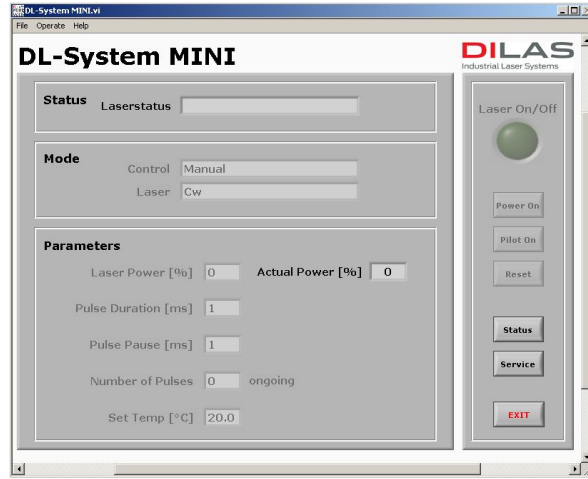 DL-System MINI.vi
File Operate Help
DL-System MINI
DILAS
Industrial Laser Systems
Status
Laserstatus
Mode
Control Manual
Laser Cw
Parameters
Laser Power [%] 0 Actual Power [%] 0
Pulse Duration [ms] 1
Pulse Pause [ms] 1
Number of Pulses 0 ongoing
Set Temp [°C] 20.0
Laser On/Off
Power On
Pilot On
Reset
Status
Service
EXIT